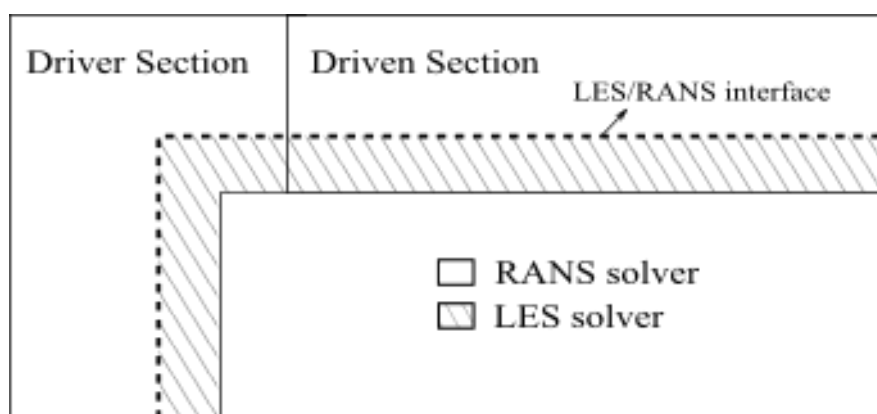 Driver Section
Driven Section
LES/RANS interface
RANS solver
LES solver